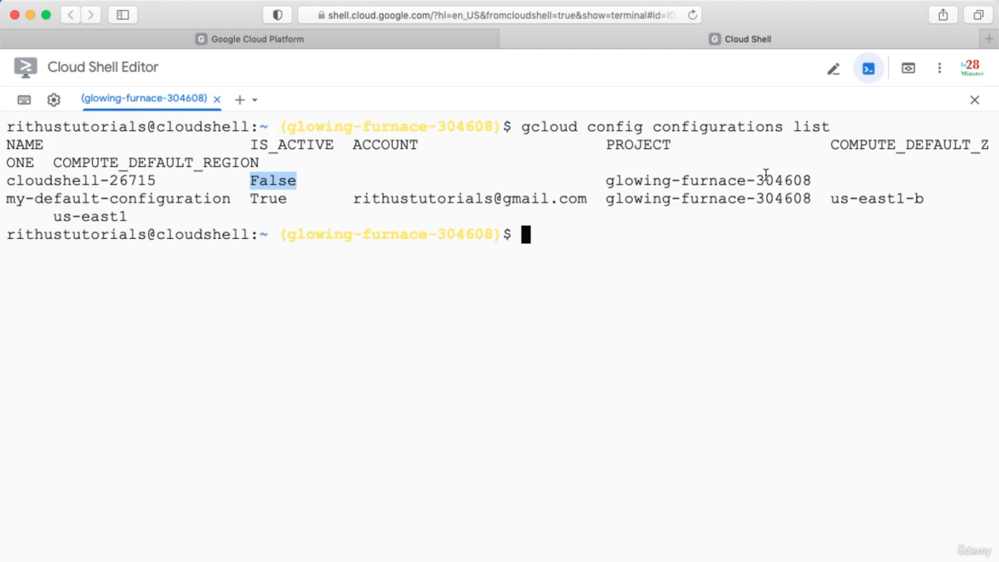 shell.cloud.google.com/?hl=en_US&fromcloudshell=true&show=terminal#id=I0
Google Cloud Platform
Cloud Shell
Cloud Shell Editor
In 28
Minutes
(glowing-furnace-304608)
rithustutorials@cloudshell:~ (glowing-furnace-304608)$ gcloud config configurations list
NAME IS_ACTIVE ACCOUNT PROJECT COMPUTE_DEFAULT_Z
ONE COMPUTE_DEFAULT_REGION
cloudshell-26715 False glowing-furnace-304608
my-default-configuration True rithustutorials@gmail.com glowing-furnace-304608 us-east1-b
us-east1
rithustutorials@cloudshell:~ (glowing-furnace-304608)$
Udemy